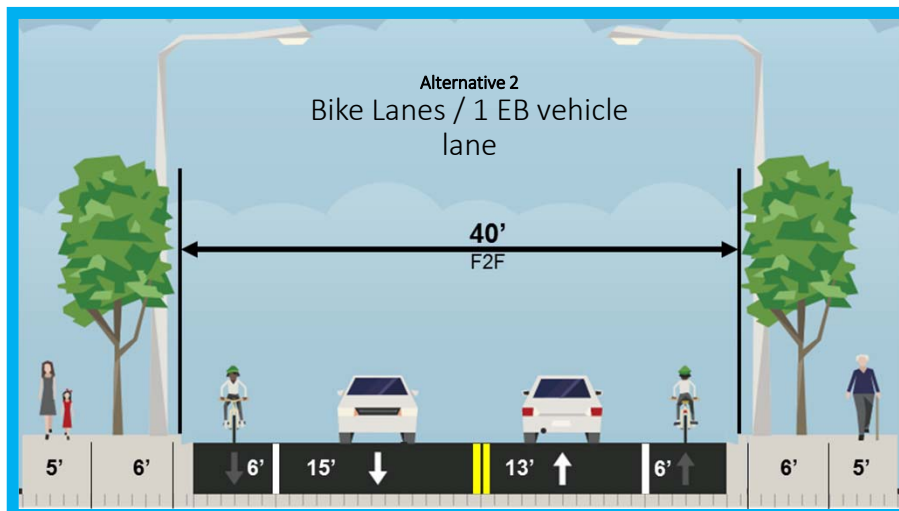 Alternative 2
Bike Lanes / 1 EB vehicle
lane
40'
F2F
5' 6' 6' 15' 13' 6' 6' 5'